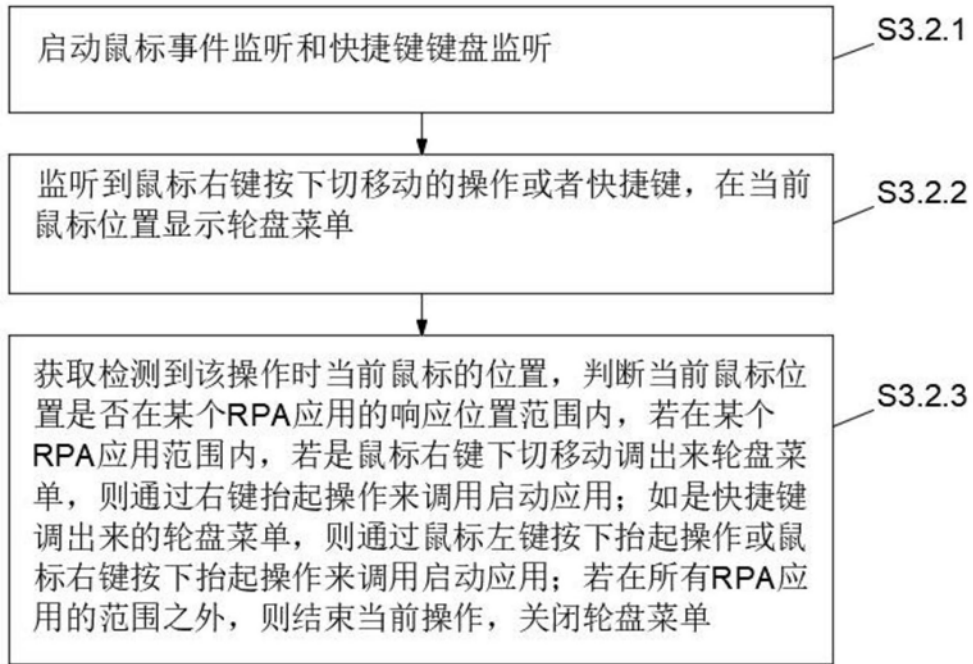 启动鼠标事件监听和快捷键键盘监听
S3.2.1
监听到鼠标右键按下切移动的操作或者快捷键，在当前
鼠标位置显示轮盘菜单
S3.2.2
获取检测到该操作时当前鼠标的位置，判断当前鼠标位
置是否在某个RPA应用的响应位置范围内，若在某个
RPA应用范围内，若是鼠标右键下切移动调出来轮盘菜
单，则通过右键抬起操作来调用启动应用；如是快捷键
调出来的轮盘菜单，则通过鼠标左键按下抬起操作或鼠
标右键按下抬起操作来调用启动应用；若在所有RPA应
用的范围之外，则结束当前操作，关闭轮盘菜单
S3.2.3